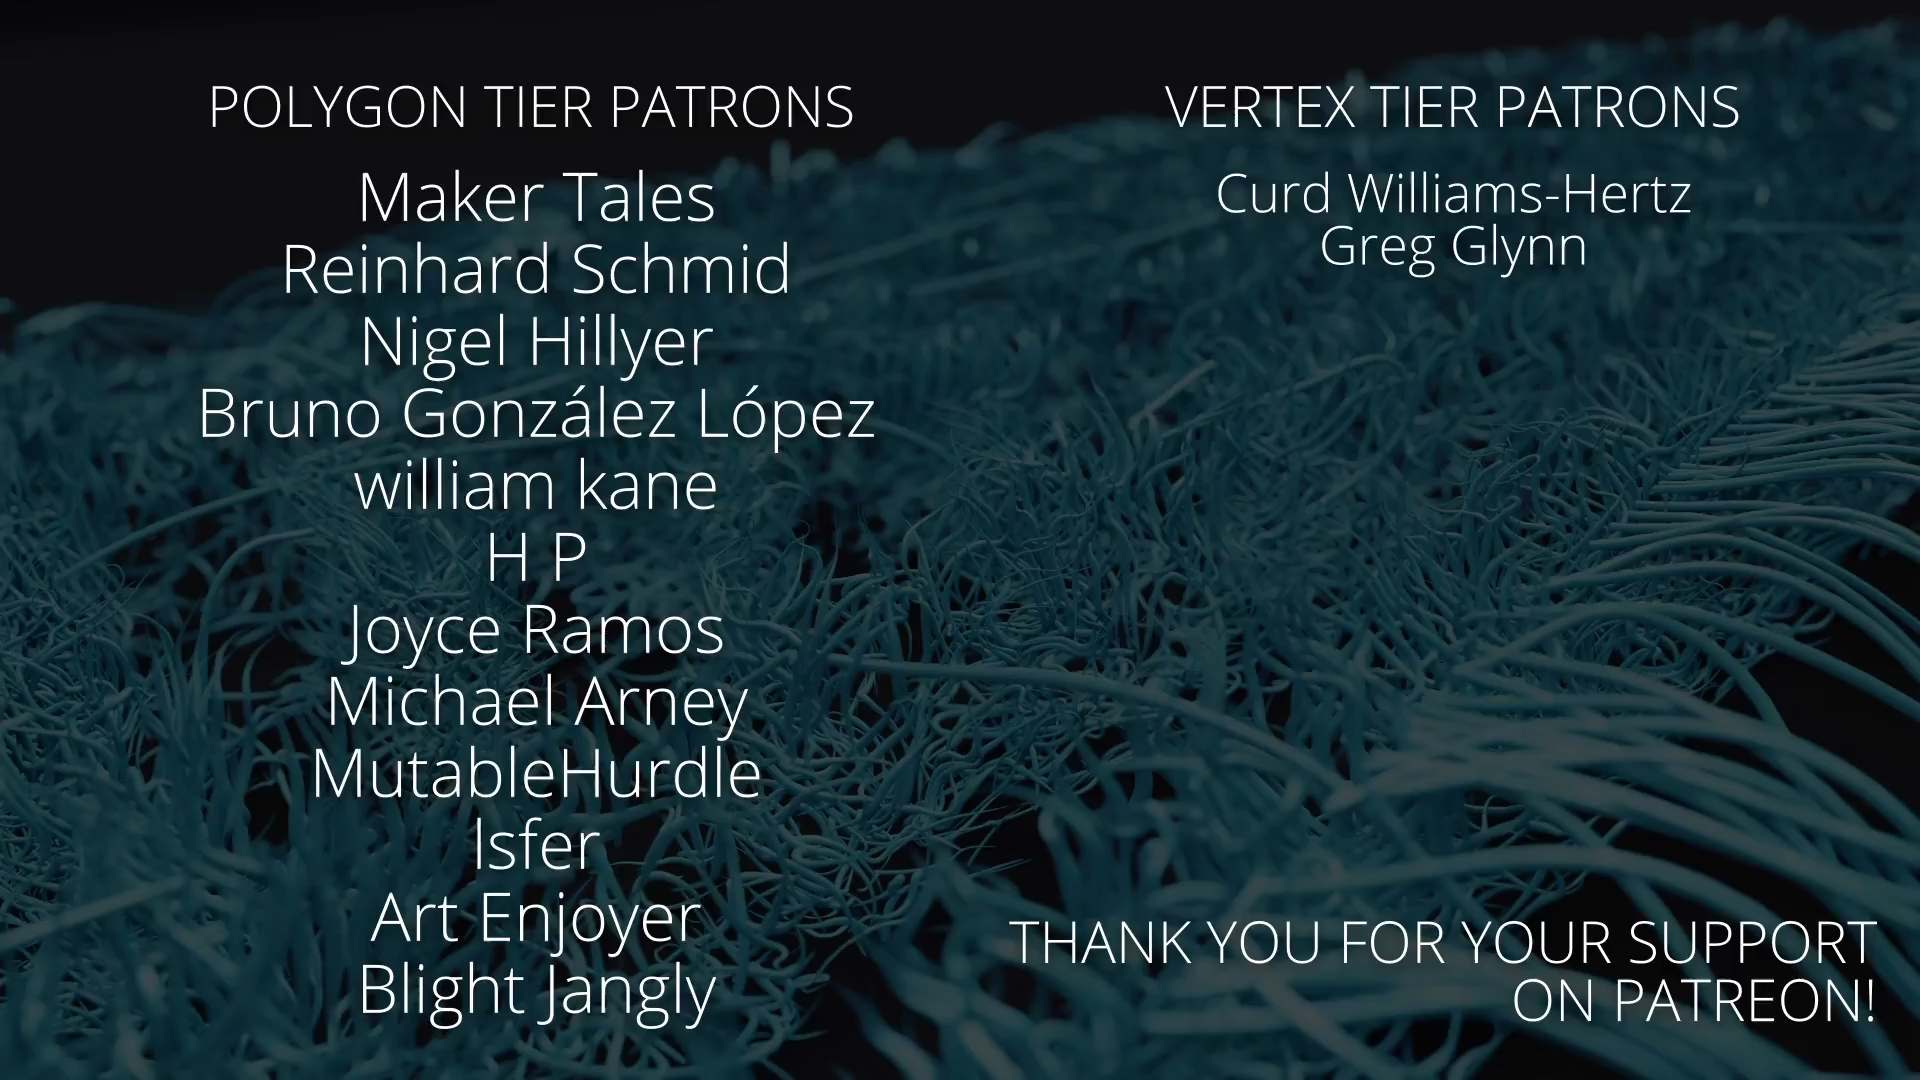 POLYGON TIER PATRONS
Maker Tales
Reinhard Schmid
Nigel Hillyer
Bruno González López
william kane
H P
Joyce Ramos
Michael Arney
MutableHurdle
lsfer
Art Enjoyer
Blight Jangly
VERTEX TIER PATRONS
Curd Williams-Hertz
Greg Glynn
THANK YOU FOR YOUR SUPPORT
ON PATREON!